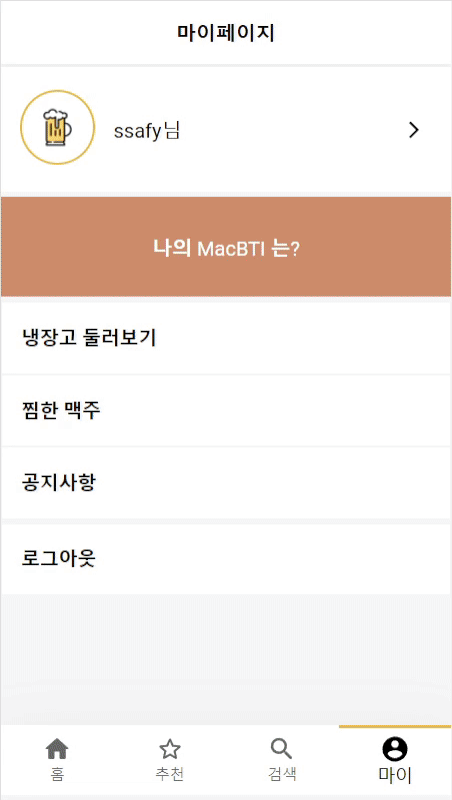 마이페이지
ssafy님
나의 MacBTI 는?
냉장고 둘러보기
찜한 맥주
공지사항
로그아웃
홈
추천
검색
마이